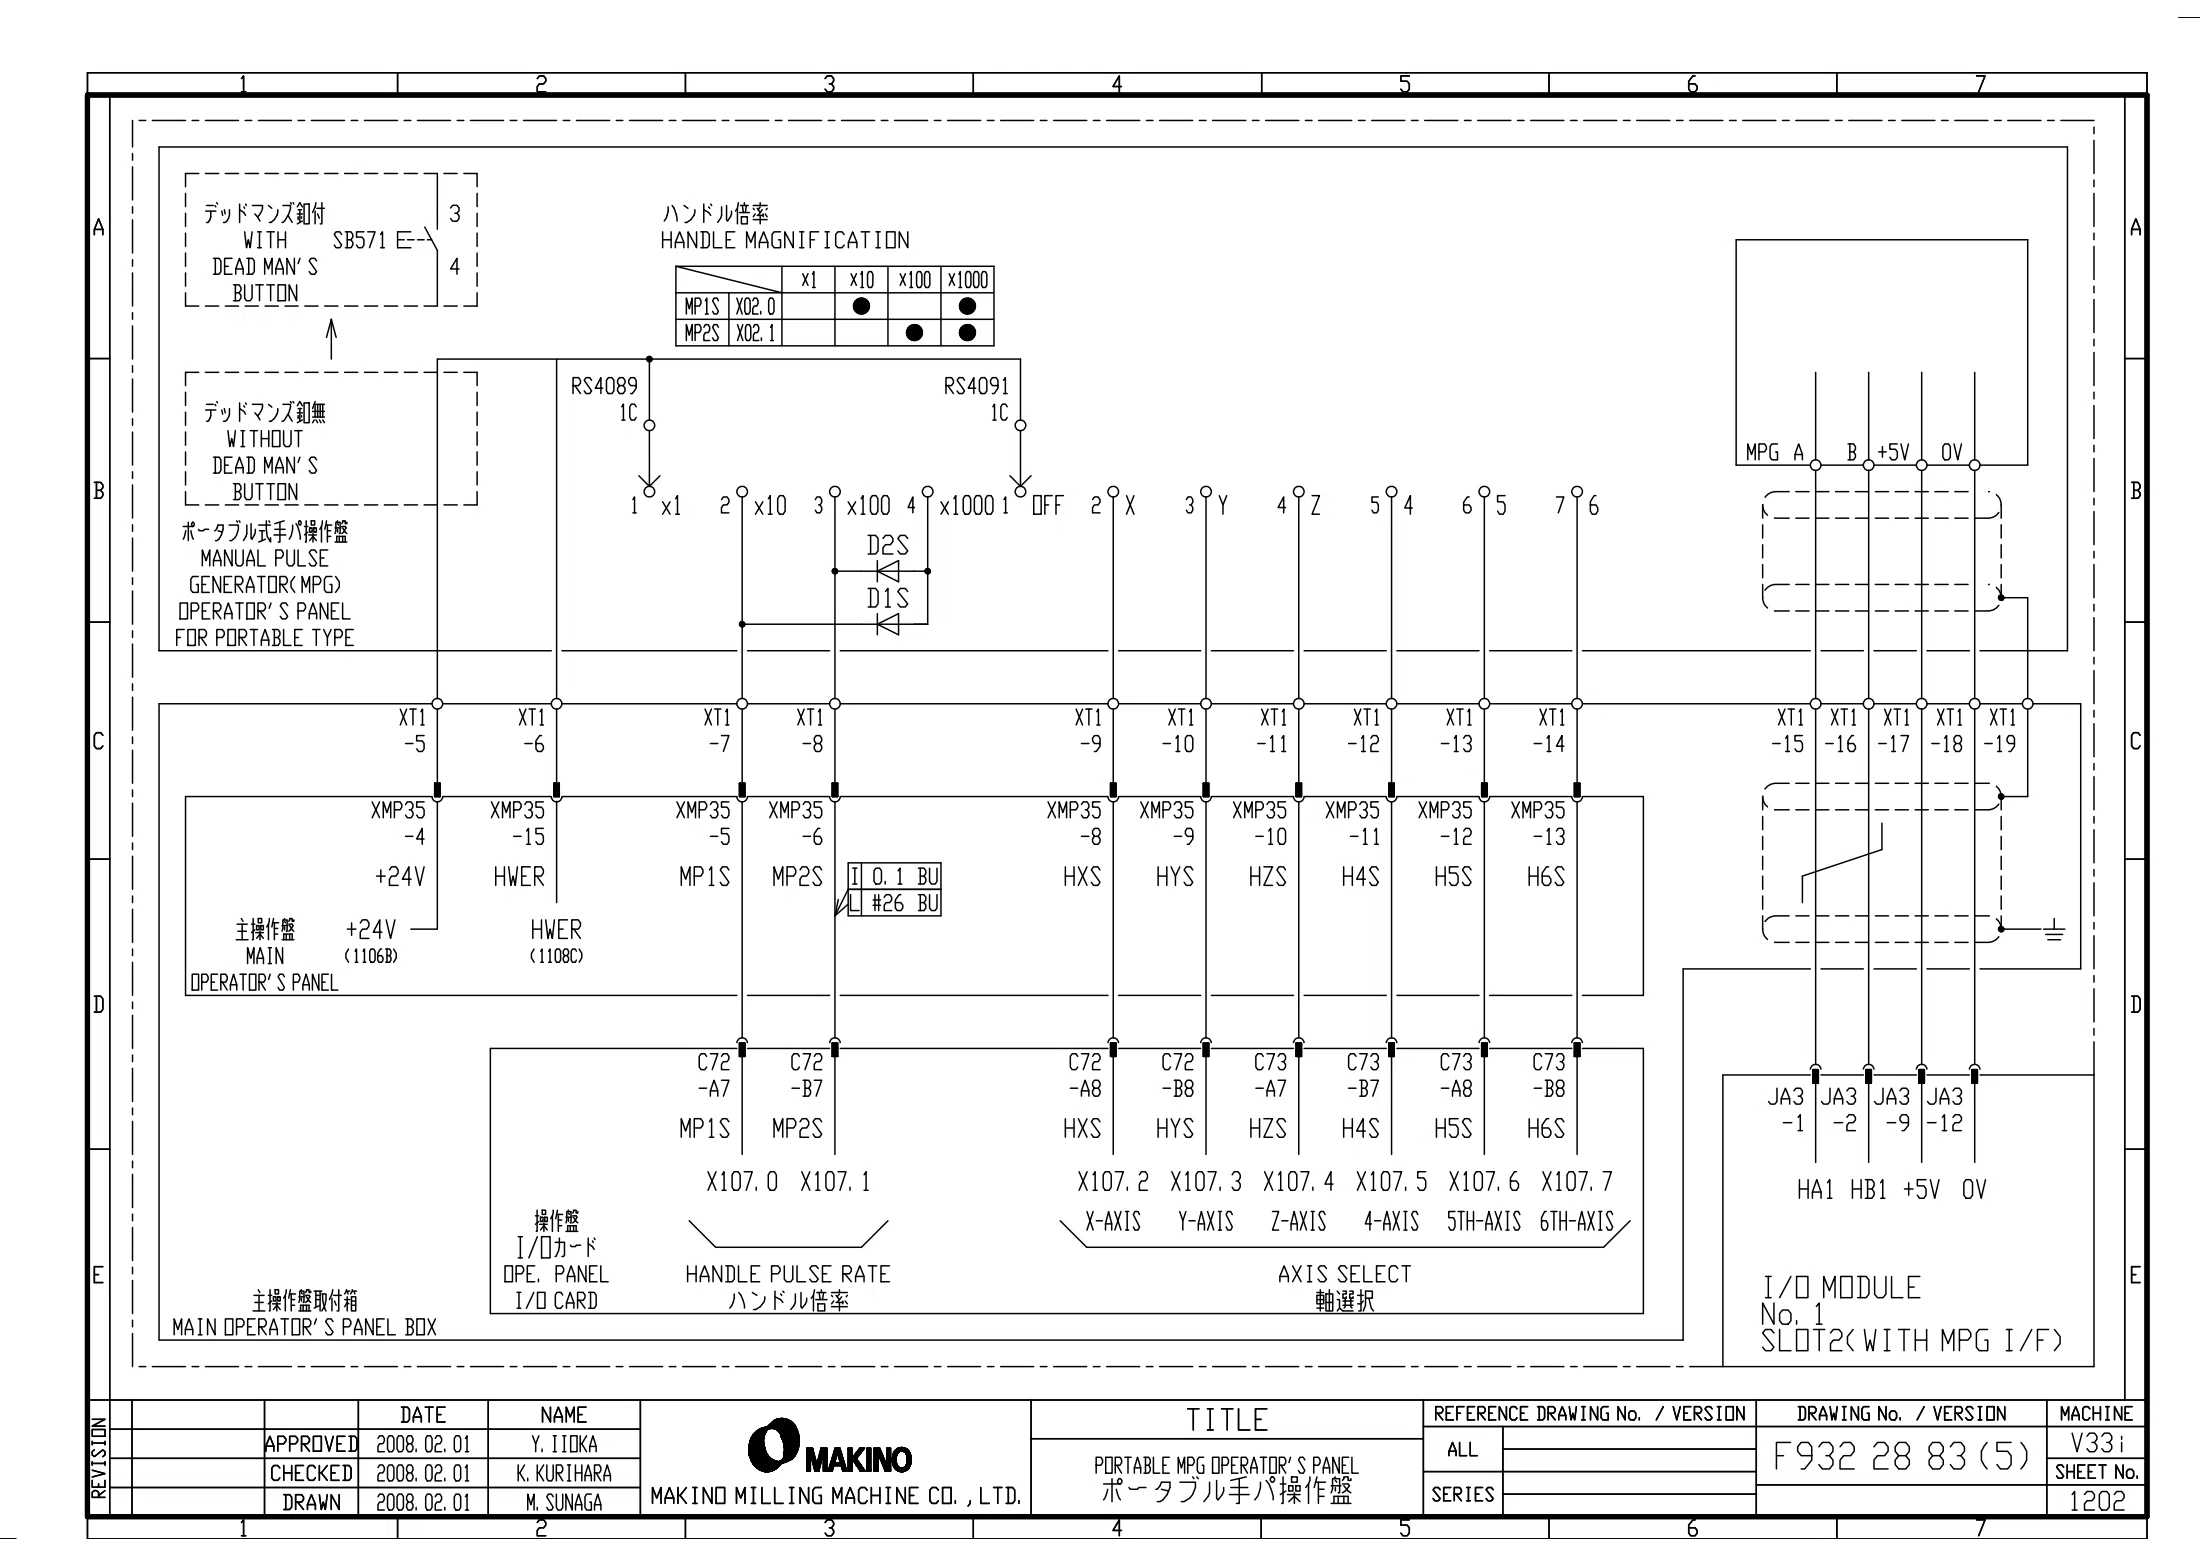 1 2 3 4 5 6 7
A A
デッドマンズ釦付
WITH
DEAD MAN'S
BUTTON
SB571
3
4
ハンドル倍率
HANDLE MAGNIFICATION
x1 x10 x100 x1000
MP1S X02.0
MP2S X02.1
デッドマンズ釦無
WITHOUT
DEAD MAN'S
BUTTON
RS4089
1C
RS4091
1C
MPG A B +5V 0V
B B
1 x1 2 x10 3 x100 4 x1000 1 OFF 2 X 3 Y 4 Z 5 4 6 5 7 6
ポータブル式手パ操作盤
MANUAL PULSE
GENERATOR(MPG)
OPERATOR'S PANEL
FOR PORTABLE TYPE
D2S
D1S
C C
XT1 XT1 XT1 XT1 XT1 XT1 XT1 XT1 XT1 XT1 XT1 XT1 XT1 XT1 XT1
-5 -6 -7 -8 -9 -10 -11 -12 -13 -14 -15 -16 -17 -18 -19
XMP35 XMP35 XMP35 XMP35 XMP35 XMP35 XMP35 XMP35 XMP35 XMP35
-4 -15 -5 -6 -8 -9 -10 -11 -12 -13
+24V HWER MP1S MP2S HXS HYS HZS H4S H5S H6S
I 0.1 BU
L #26 BU
主操作盤
MAIN
OPERATOR'S PANEL
+24V
(1106B)
HWER
(1108C)
D D
C72 C72 C72 C72 C73 C73 C73 C73
-A7 -B7 -A8 -B8 -A7 -B7 -A8 -B8
MP1S MP2S HXS HYS HZS H4S H5S H6S
X107.0 X107.1 X107.2 X107.3 X107.4 X107.5 X107.6 X107.7
X-AXIS Y-AXIS Z-AXIS 4-AXIS 5TH-AXIS 6TH-AXIS
JA3 JA3 JA3 JA3
-1 -2 -9 -12
HA1 HB1 +5V 0V
操作盤
I/Oカード
OPE. PANEL
I/O CARD
HANDLE PULSE RATE
ハンドル倍率
AXIS SELECT
軸選択
E E
I/O MODULE
No.1
SLOT2(WITH MPG I/F)
主操作盤取付箱
MAIN OPERATOR'S PANEL BOX
REVISION
DATE NAME
APPROVED 2008.02.01 Y. IIOKA
CHECKED 2008.02.01 K. KURIHARA
DRAWN 2008.02.01 M. SUNAGA
MAKINO
MAKINO MILLING MACHINE CO.,LTD.
TITLE
PORTABLE MPG OPERATOR'S PANEL
ポータブル手パ操作盤
REFERENCE DRAWING No. / VERSION
ALL
SERIES
DRAWING No. / VERSION
F932 28 83(5)
MACHINE
V33i
SHEET No.
1202
1 2 3 4 5 6 7